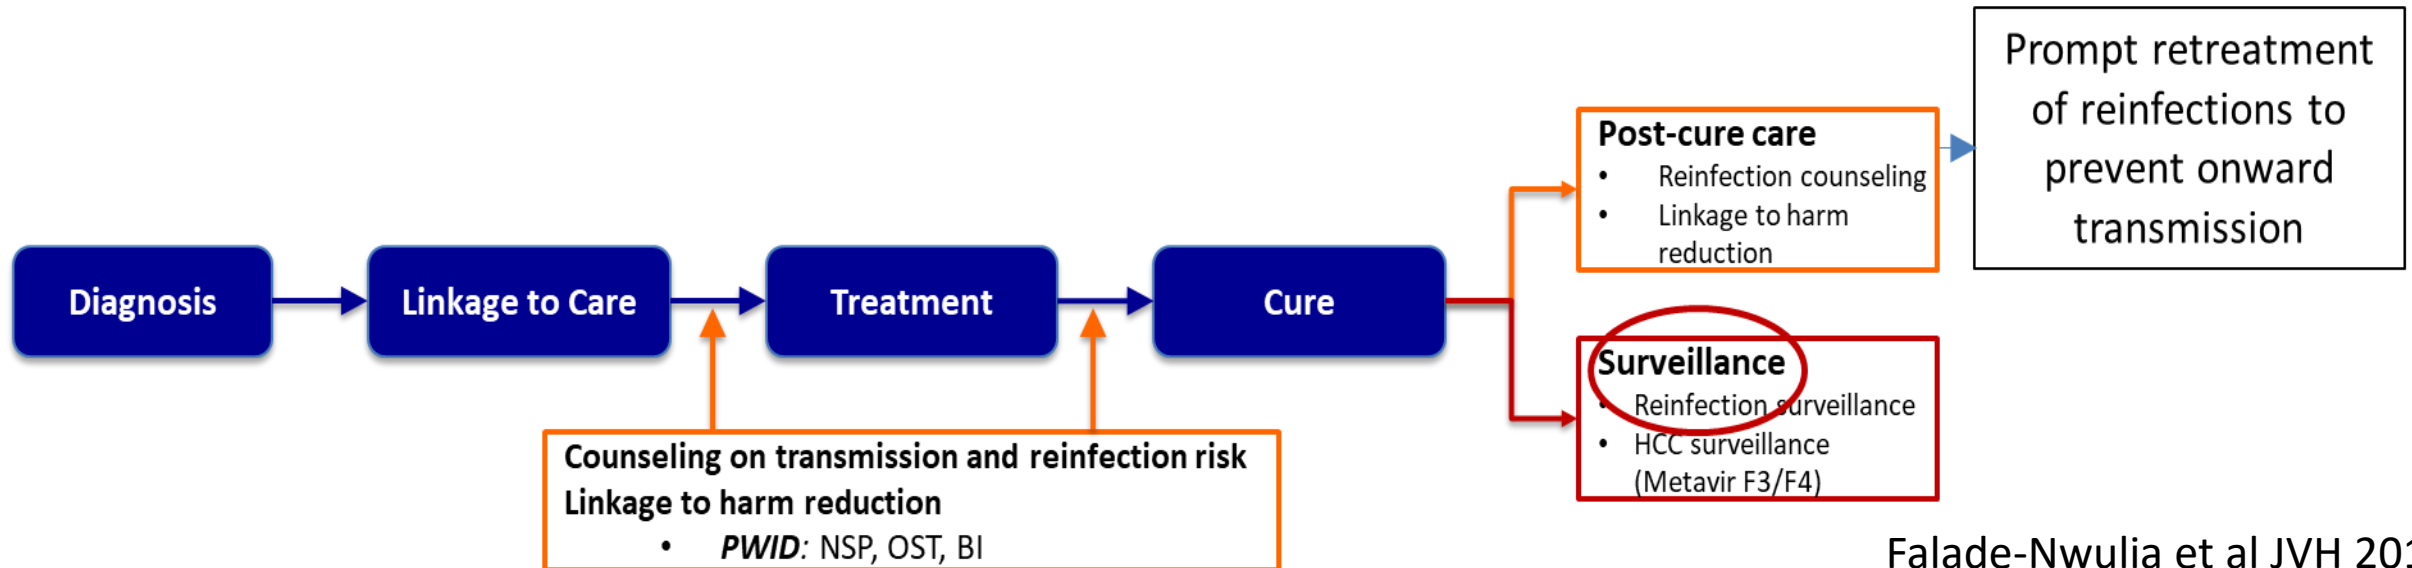 Diagnosis
Linkage to Care
Treatment
Cure
Post-cure care
• Reinfection counseling
• Linkage to harm
reduction
Prompt retreatment
of reinfections to
prevent onward
transmission
Surveillance
• Reinfection surveillance
• HCC surveillance
(Metavir F3/F4)
Counseling on transmission and reinfection risk
Linkage to harm reduction
• PWID: NSP, OST, BI
Falade-Nwulia et al JVH